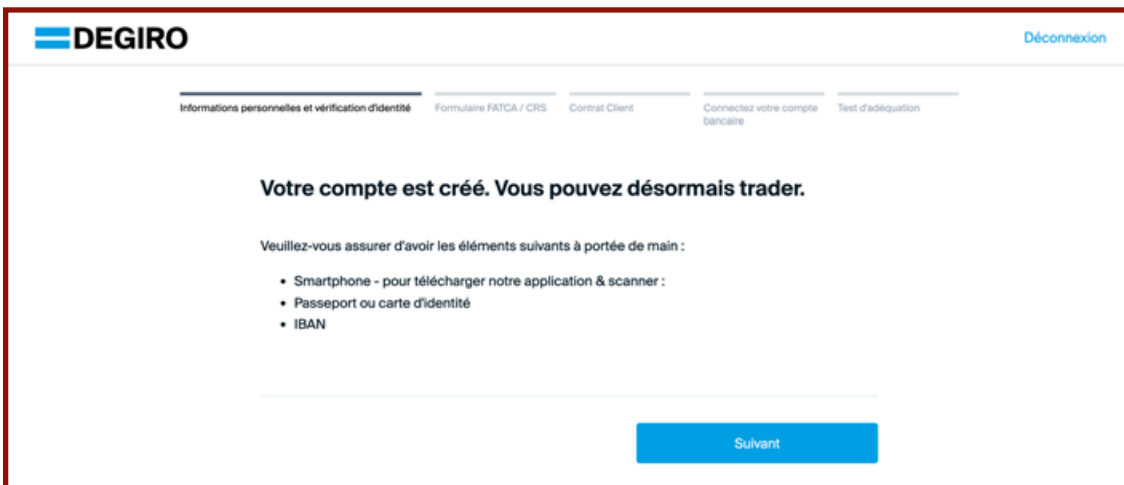 DEGIRO
Déconnexion
Informations personnelles et vérification d'identité
Formulaire FATCA / CRS
Contrat Client
Connectez votre compte
bancaire
Test d'adéquation
Votre compte est créé. Vous pouvez désormais trader.
Veuillez-vous assurer d'avoir les éléments suivants à portée de main :
• Smartphone - pour télécharger notre application & scanner :
• Passeport ou carte d'identité
• IBAN
Suivant